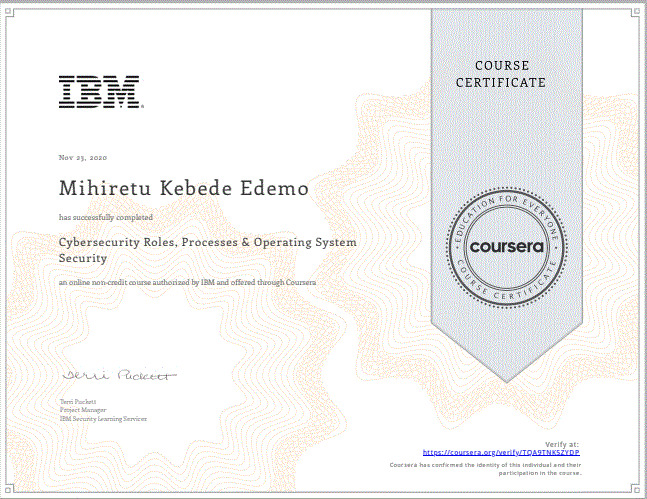 COURSE
CERTIFICATE
IBM
Nov 23, 2020
Mihiretu Kebede Edemo
has successfully completed
Cybersecurity Roles, Processes & Operating System
Security
an online non-credit course authorized by IBM and offered through Coursera
EDUCATION FOR EVERYONE
coursera
COURSE CERTIFICATE
Terri Puckett
Terri Puckett
Project Manager
IBM Security Learning Services
Verify at:
https://coursera.org/verify/TQA9TNKSZYDP
Coursera has confirmed the identity of this individual and their
participation in the course.